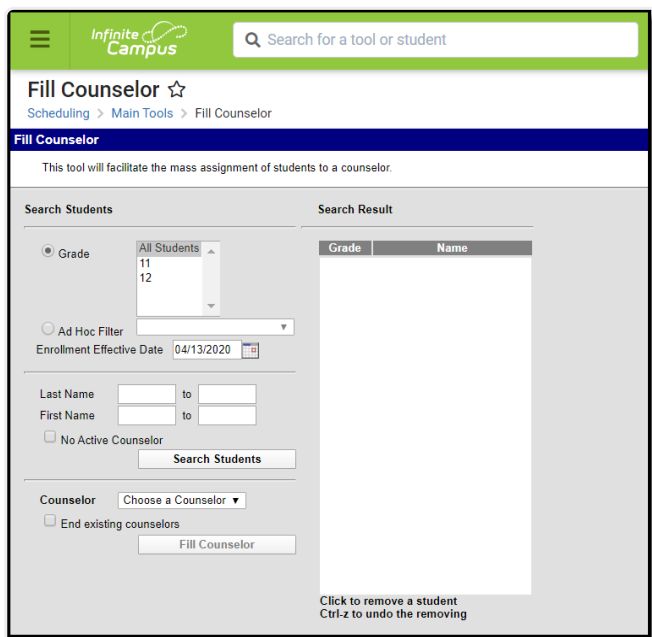 Infinite
Campus
Search for a tool or student
Fill Counselor
Scheduling > Main Tools > Fill Counselor
Fill Counselor
This tool will facilitate the mass assignment of students to a counselor.
Search Students
Search Result
Grade
All Students
11
12
Grade Name
Ad Hoc Filter
Enrollment Effective Date 04/13/2020
Last Name to
First Name to
No Active Counselor
Search Students
Counselor Choose a Counselor
End existing counselors
Fill Counselor
Click to remove a student
Ctrl-z to undo the removing